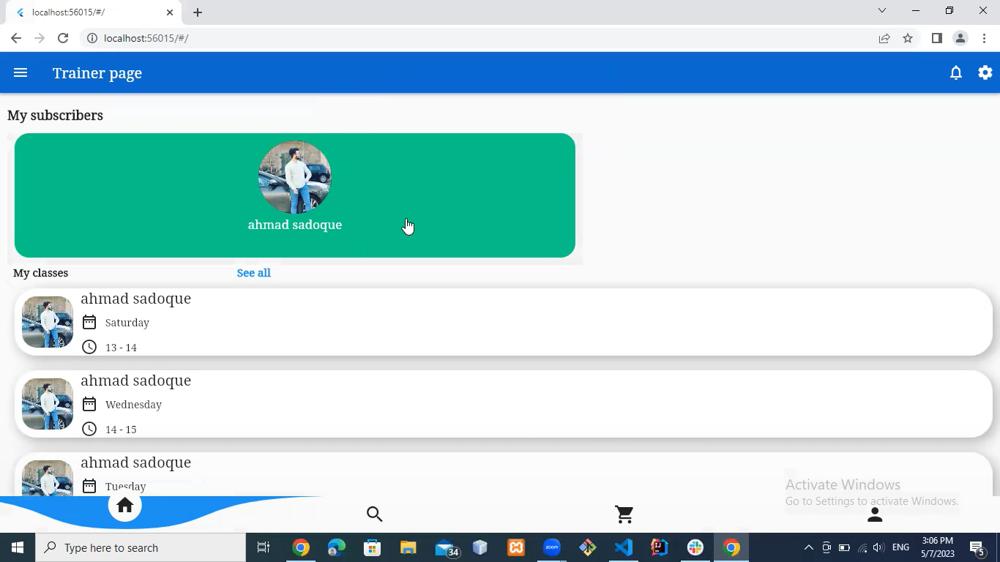 localhost:56015/#/
localhost:56015/#/
Trainer page
My subscribers
ahmad sadoque
My classes See all
ahmad sadoque
Saturday
13 - 14
ahmad sadoque
Wednesday
14 - 15
ahmad sadoque
Tuesday
Activate Windows
Go to Settings to activate Windows.
Type here to search
34
zoom
ENG
3:06 PM
5/7/2023
5